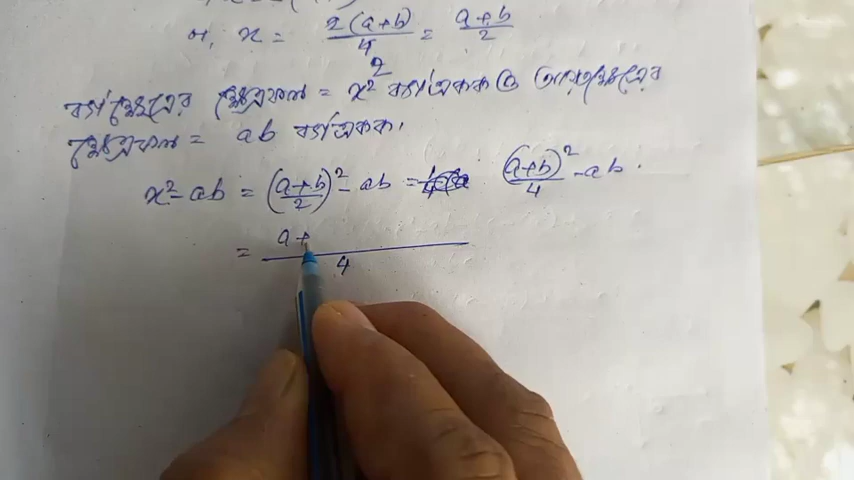 বা, x = 2(a+b)/4 = a+b/2
2
বর্গক্ষেত্রের ক্ষেত্রফল = x² বর্গএকক ও আয়তক্ষেত্রের
ক্ষেত্রফল = ab বর্গএকক।
x² - ab = (a+b/2)² - ab = (a+b)²/4 - ab.
= a+/4